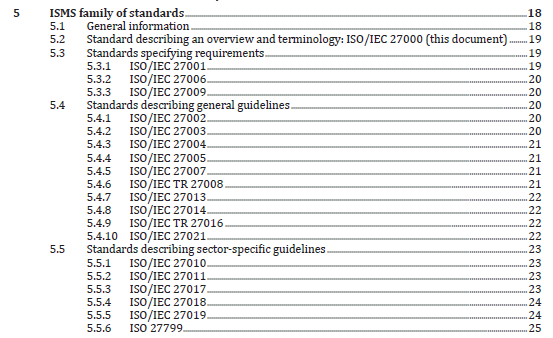 5 ISMS family of standards 18
5.1 General information 18
5.2 Standard describing an overview and terminology: ISO/IEC 27000 (this document) 19
5.3 Standards specifying requirements 19
5.3.1 ISO/IEC 27001 19
5.3.2 ISO/IEC 27006 20
5.3.3 ISO/IEC 27009 20
5.4 Standards describing general guidelines 20
5.4.1 ISO/IEC 27002 20
5.4.2 ISO/IEC 27003 20
5.4.3 ISO/IEC 27004 21
5.4.4 ISO/IEC 27005 21
5.4.5 ISO/IEC 27007 21
5.4.6 ISO/IEC TR 27008 21
5.4.7 ISO/IEC 27013 22
5.4.8 ISO/IEC 27014 22
5.4.9 ISO/IEC TR 27016 22
5.4.10 ISO/IEC 27021 22
5.5 Standards describing sector-specific guidelines 23
5.5.1 ISO/IEC 27010 23
5.5.2 ISO/IEC 27011 23
5.5.3 ISO/IEC 27017 23
5.5.4 ISO/IEC 27018 24
5.5.5 ISO/IEC 27019 24
5.5.6 ISO 27799 25